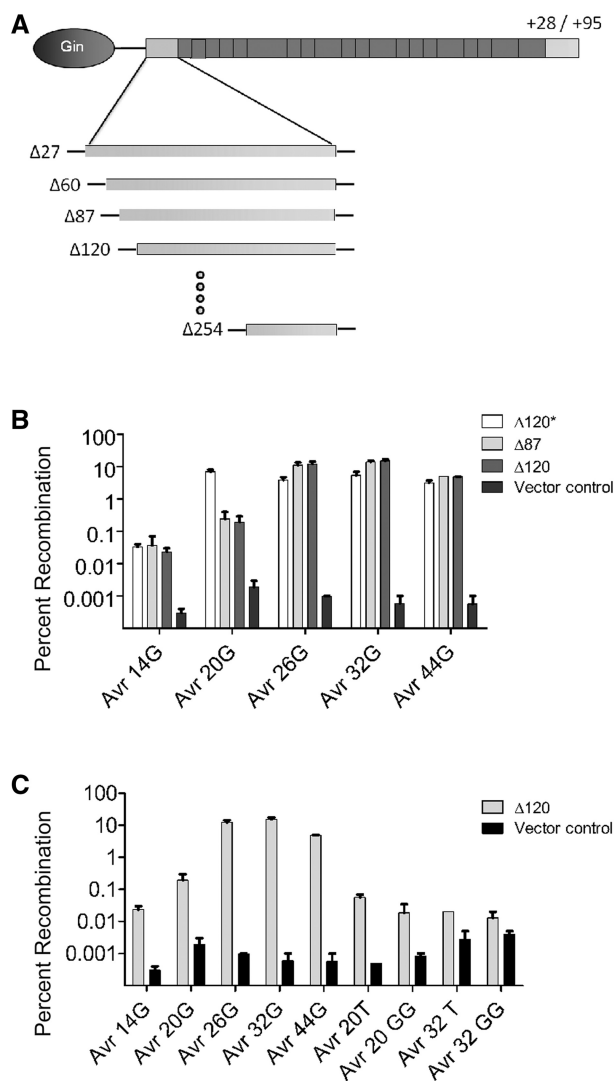 A
Gin
+28 / +95
Δ27
Δ60
Δ87
Δ120
Δ254
B
Percent Recombination
100
10
1
0.1
0.01
0.001
Λ120*
Δ87
Δ120
Vector control
Avr 14G
Avr 20G
Avr 26G
Avr 32G
Avr 44G
C
Percent Recombination
100
10
1
0.1
0.01
0.001
Δ120
Vector control
Avr 14G
Avr 20G
Avr 26G
Avr 32G
Avr 44G
Avr 20T
Avr 20 GG
Avr 32 T
Avr 32 GG